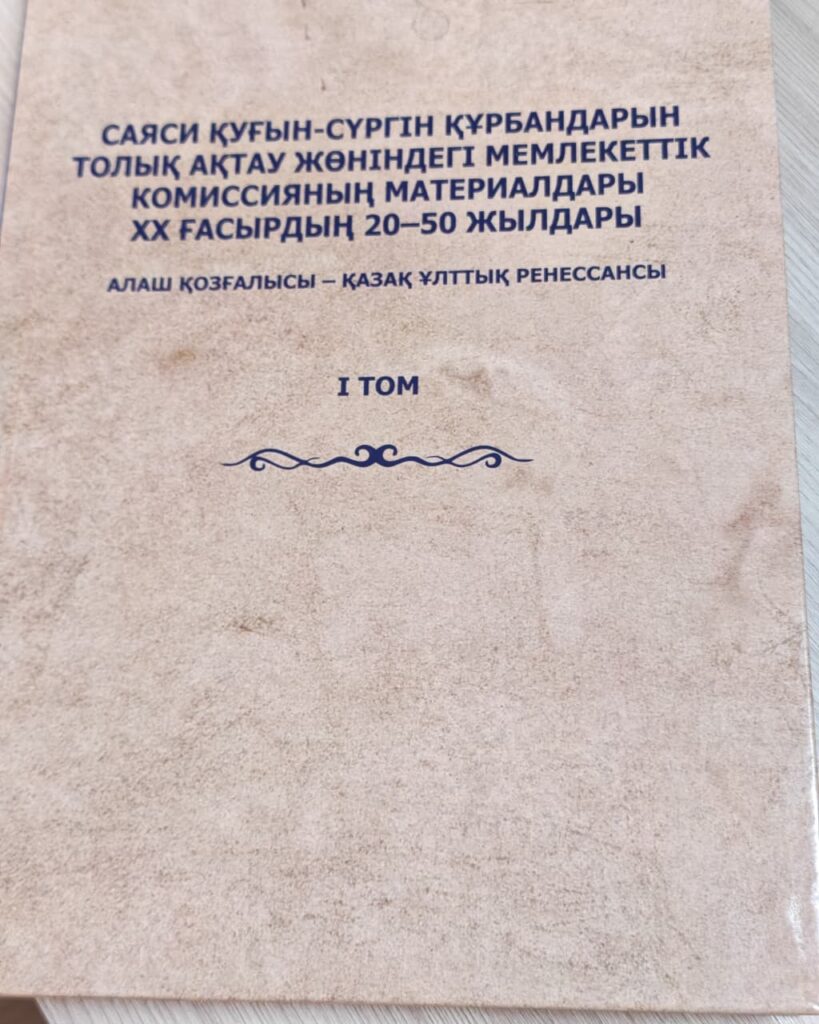 САЯСИ ҚУҒЫН-СҮРГІН ҚҰРБАНДАРЫН
ТОЛЫҚ АҚТАУ ЖӨНІНДЕГІ МЕМЛЕКЕТТІК
КОМИССИЯНЫҢ МАТЕРИАЛДАРЫ
XX ҒАСЫРДЫҢ 20–50 ЖЫЛДАРЫ
АЛАШ ҚОЗҒАЛЫСЫ – ҚАЗАҚ ҰЛТТЫҚ РЕНЕССАНСЫ
I ТОМ